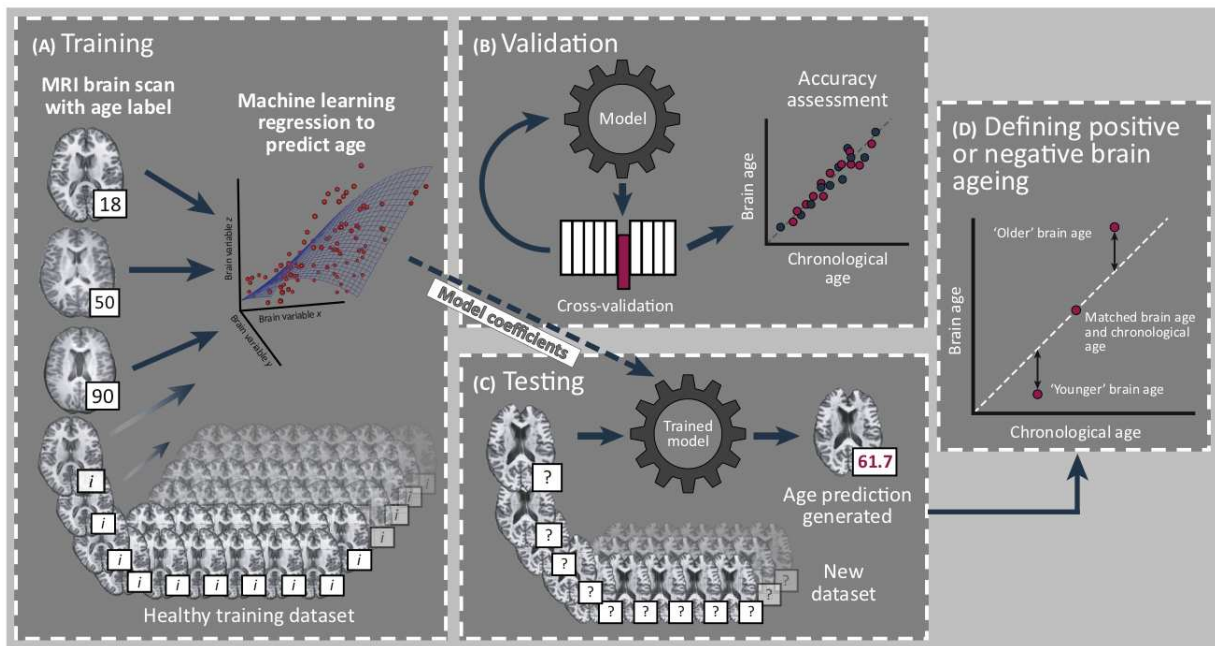 (A) Training
MRI brain scan
with age label
18
50
90
Machine learning
regression to
predict age
Brain variable z
Brain variable x
Brain variable y
i
i
i
i
i
i
i
i
i
i
i
i
i
Healthy training dataset
Model coefficients
(B) Validation
Model
Cross-validation
Accuracy
assessment
Brain age
Chronological
age
(C) Testing
Trained
model
61.7
Age prediction
generated
?
?
?
?
?
?
?
?
?
?
?
?
New
dataset
(D) Defining positive
or negative brain
ageing
Brain age
'Older' brain age
Matched brain age
and chronological
age
'Younger' brain age
Chronological age